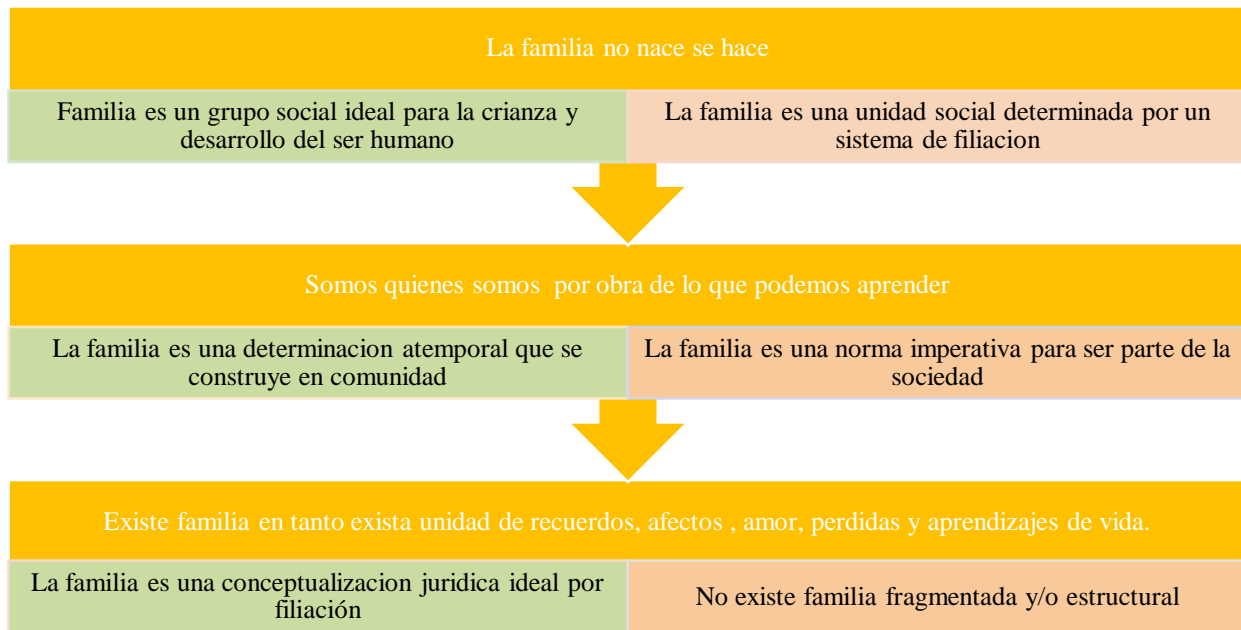 La familia no nace se hace
Familia es un grupo social ideal para la crianza y
desarrollo del ser humano
La familia es una unidad social determinada por un
sistema de filiacion
Somos quienes somos por obra de lo que podemos aprender
La familia es una determinacion atemporal que se
construye en comunidad
La familia es una norma imperativa para ser parte de la
sociedad
Existe familia en tanto exista unidad de recuerdos, afectos , amor, perdidas y aprendizajes de vida.
La familia es una conceptualizacion juridica ideal por
filiación
No existe familia fragmentada y/o estructural